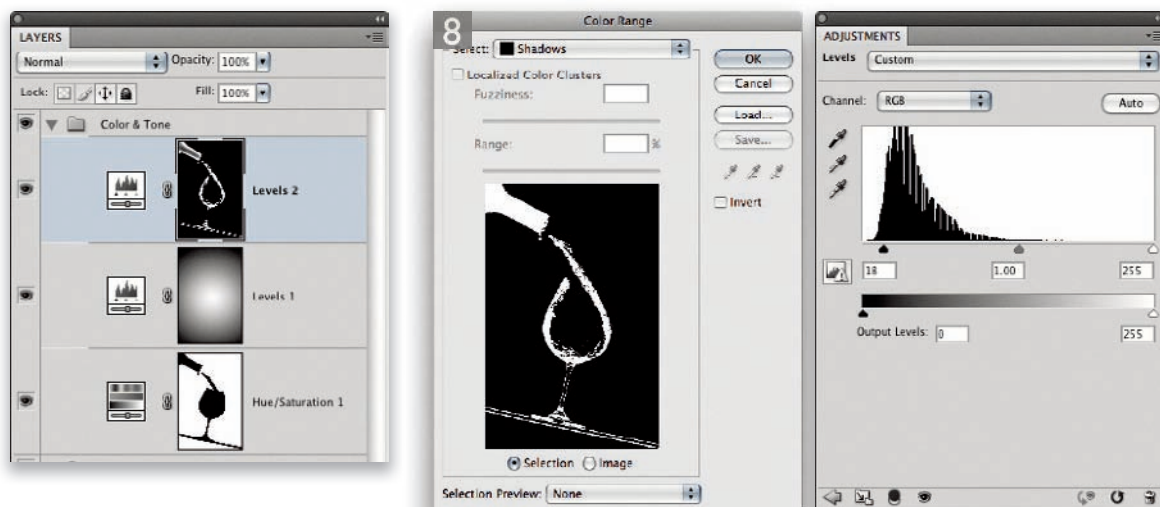 LAYERS
Normal Opacity: 100%
Lock: Fill: 100%
Color & Tone
Levels 2
Levels 1
Hue/Saturation 1
8
Color Range
Select: Shadows
Localized Color Clusters
Fuzziness:
Range: %
Selection Image
Selection Preview: None
OK
Cancel
Load...
Save...
Invert
ADJUSTMENTS
Levels Custom
Channel: RGB Auto
18 1.00 255
Output Levels: 0 255